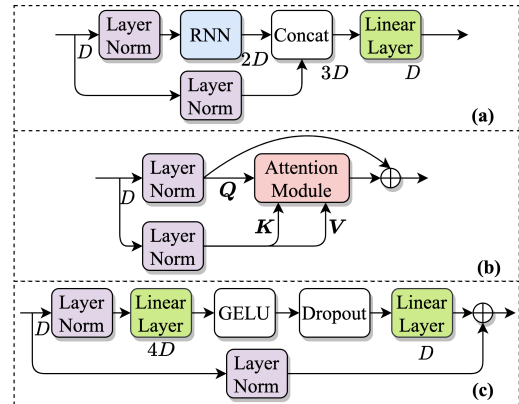 Layer
Norm
RNN
Concat
Linear
Layer
D
2D
3D
D
Layer
Norm
(a)
Layer
Norm
Attention
Module
D
Q
K
V
Layer
Norm
(b)
Layer
Norm
Linear
Layer
GELU
Dropout
Linear
Layer
D
4D
D
Layer
Norm
(c)